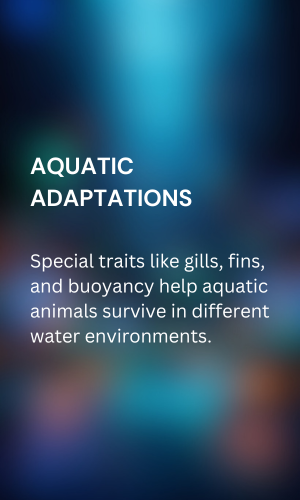 AQUATIC
ADAPTATIONS
Special traits like gills, fins,
and buoyancy help aquatic
animals survive in different
water environments.